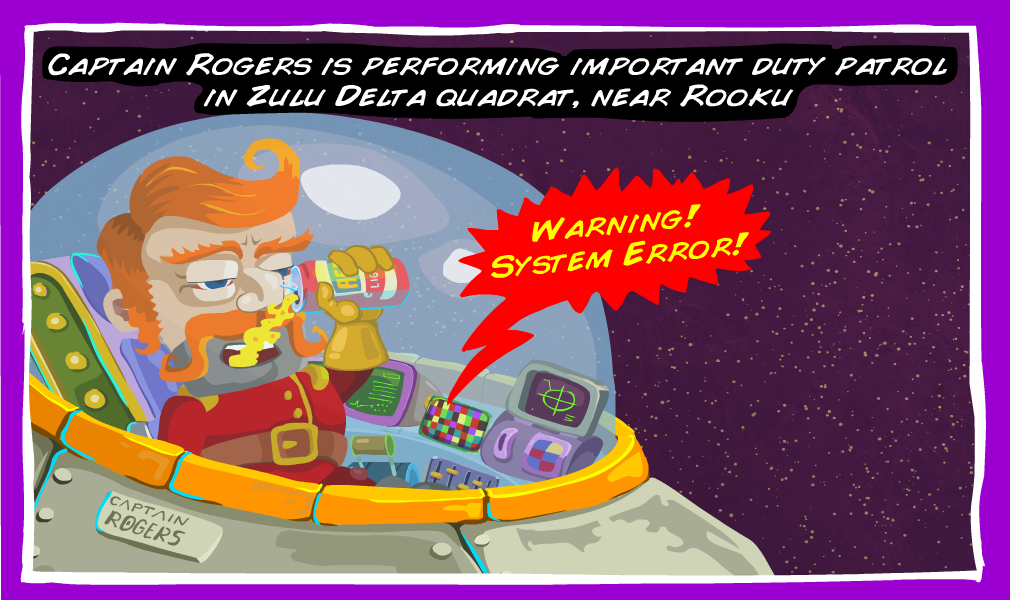 Captain Rogers is performing important duty patrol
in Zulu Delta quadrat, near Rooku
Warning!
System Error!
CAPTAIN
ROGERS